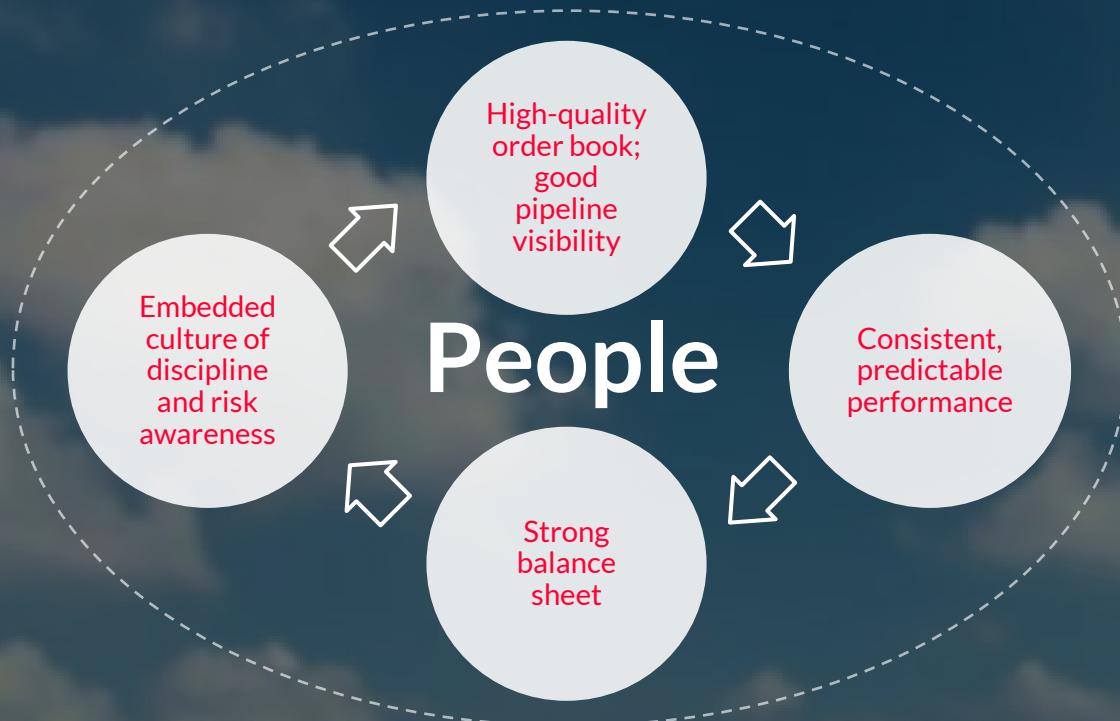 High-quality
order book;
good
pipeline
visibility
Embedded
culture of
discipline
and risk
awareness
People
Consistent,
predictable
performance
Strong
balance
sheet